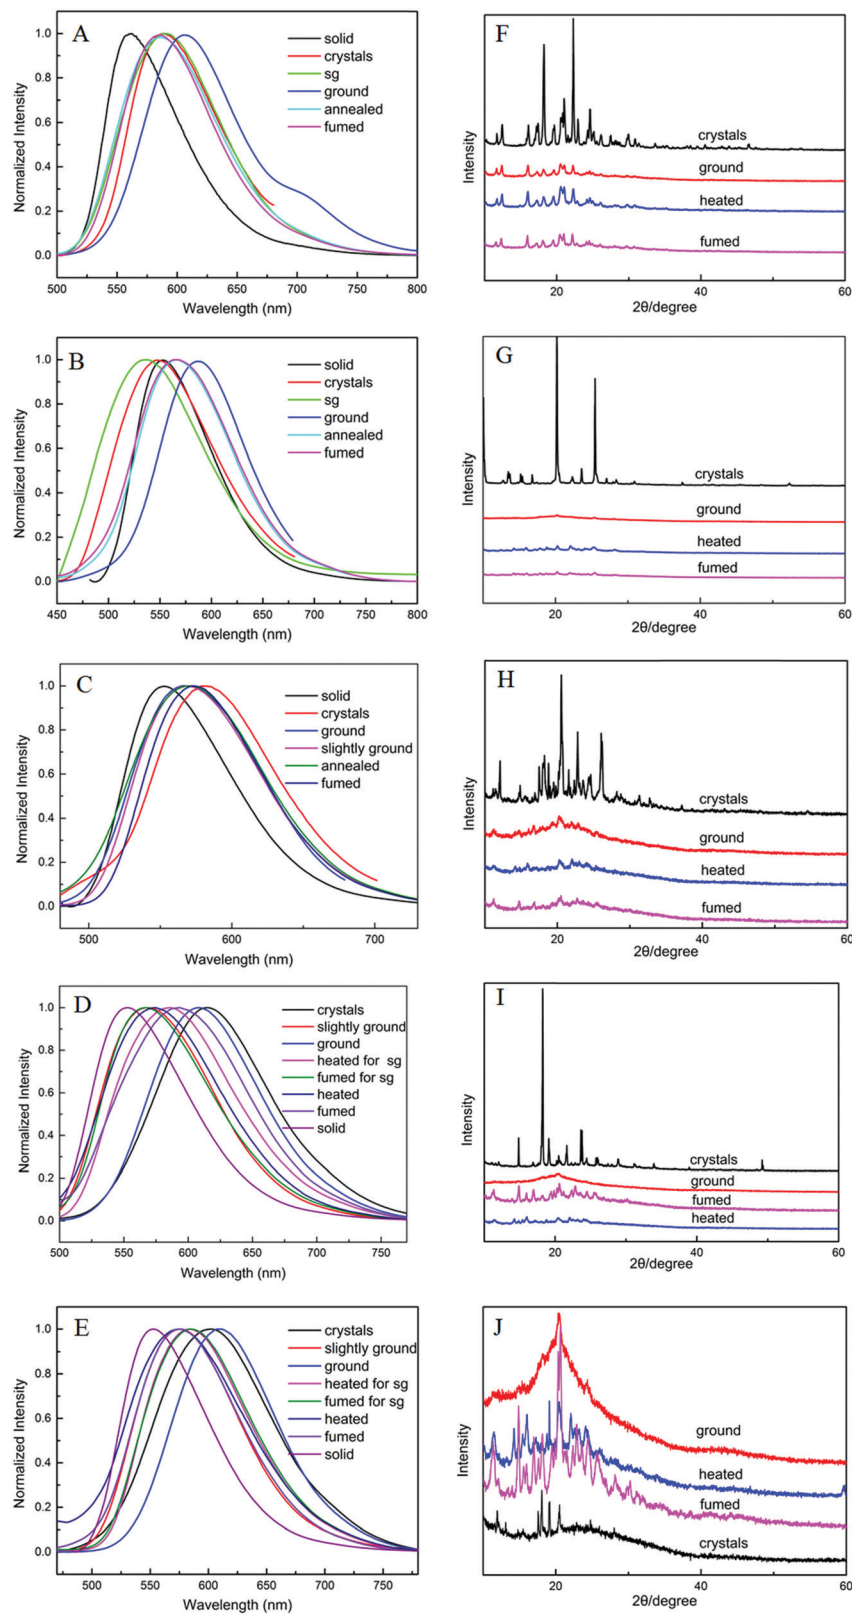 A
1.0
0.8
0.6
0.4
0.2
0.0
Normalized Intensity
solid
crystals
sg
ground
annealed
fumed
500 550 600 650 700 750 800
Wavelength (nm)
F
Intensity
crystals
ground
heated
fumed
20 40 60
2θ/degree
B
1.0
0.8
0.6
0.4
0.2
0.0
Normalized Intensity
solid
crystals
sg
ground
annealed
fumed
450 500 550 600 650 700 750 800
Wavelength (nm)
G
Intensity
crystals
ground
heated
fumed
20 40 60
2θ/degree
C
1.0
0.8
0.6
0.4
0.2
0.0
Normalized Intensity
solid
crystals
ground
slightly ground
annealed
fumed
500 600 700
Wavelength (nm)
H
Intensity
crystals
ground
heated
fumed
20 40 60
2θ/degree
D
1.0
0.8
0.6
0.4
0.2
0.0
Normalized Intensity
crystals
slightly ground
ground
heated for sg
fumed for sg
heated
fumed
solid
500 550 600 650 700 750
Wavelength (nm)
I
Intensity
crystals
ground
fumed
heated
20 40 60
2θ/degree
E
1.0
0.8
0.6
0.4
0.2
0.0
Normalized Intensity
crystals
slightly ground
ground
heated for sg
fumed for sg
heated
fumed
solid
500 550 600 650 700 750
Wavelength (nm)
J
Intensity
ground
heated
fumed
crystals
20 40 60
2θ/degree